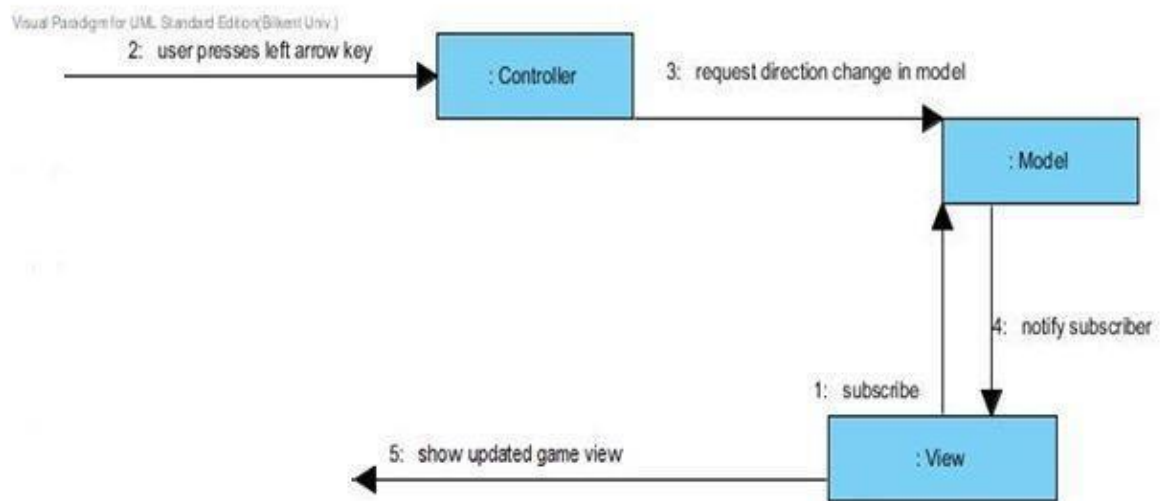 Visual Paradigm for UML Standard Edition(Bilkent Univ.)
2: user presses left arrow key
: Controller
3: request direction change in model
: Model
4: notify subscriber
1: subscribe
5: show updated game view
: View